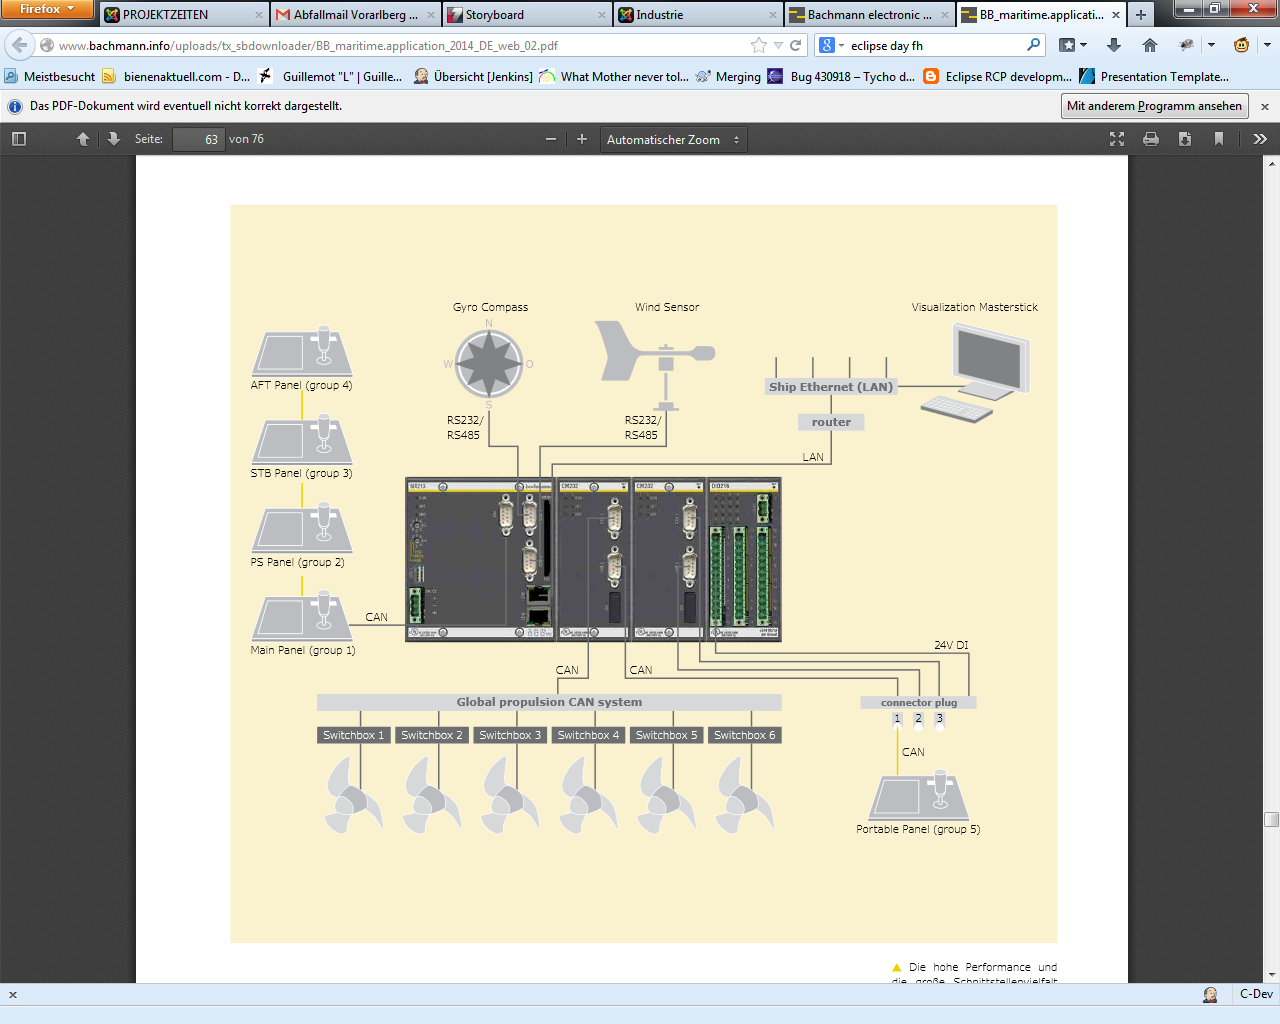 Firefox
PROJEKTZEITEN
Abfallmail Vorarlberg ...
Storyboard
Industrie
Bachmann electronic ...
BB_maritime.applicati...
www.bachmann.info/uploads/tx_sbdownloader/BB_maritime.application_2014_DE_web_02.pdf
eclipse day fh
Meistbesucht
bienenaktuell.com - D...
Guillemot "L" | Guille...
Übersicht [Jenkins]
What Mother never tol...
Merging
Bug 430918 – Tycho d...
Eclipse RCP developm...
Presentation Template...
Das PDF-Dokument wird eventuell nicht korrekt dargestellt.
Mit anderem Programm ansehen
Seite: 63 von 76
Automatischer Zoom
Gyro Compass
Wind Sensor
Visualization Masterstick
N
W
O
S
AFT Panel (group 4)
Ship Ethernet (LAN)
RS232/
RS485
RS232/
RS485
router
LAN
STB Panel (group 3)
CM202
CM202
DIO216
PS Panel (group 2)
CAN
Main Panel (group 1)
24V DI
CAN
CAN
Global propulsion CAN system
connector plug
1 2 3
Switchbox 1
Switchbox 2
Switchbox 3
Switchbox 4
Switchbox 5
Switchbox 6
CAN
Portable Panel (group 5)
Die hohe Performance und
die große Schnittstellenvielfalt
C-Dev